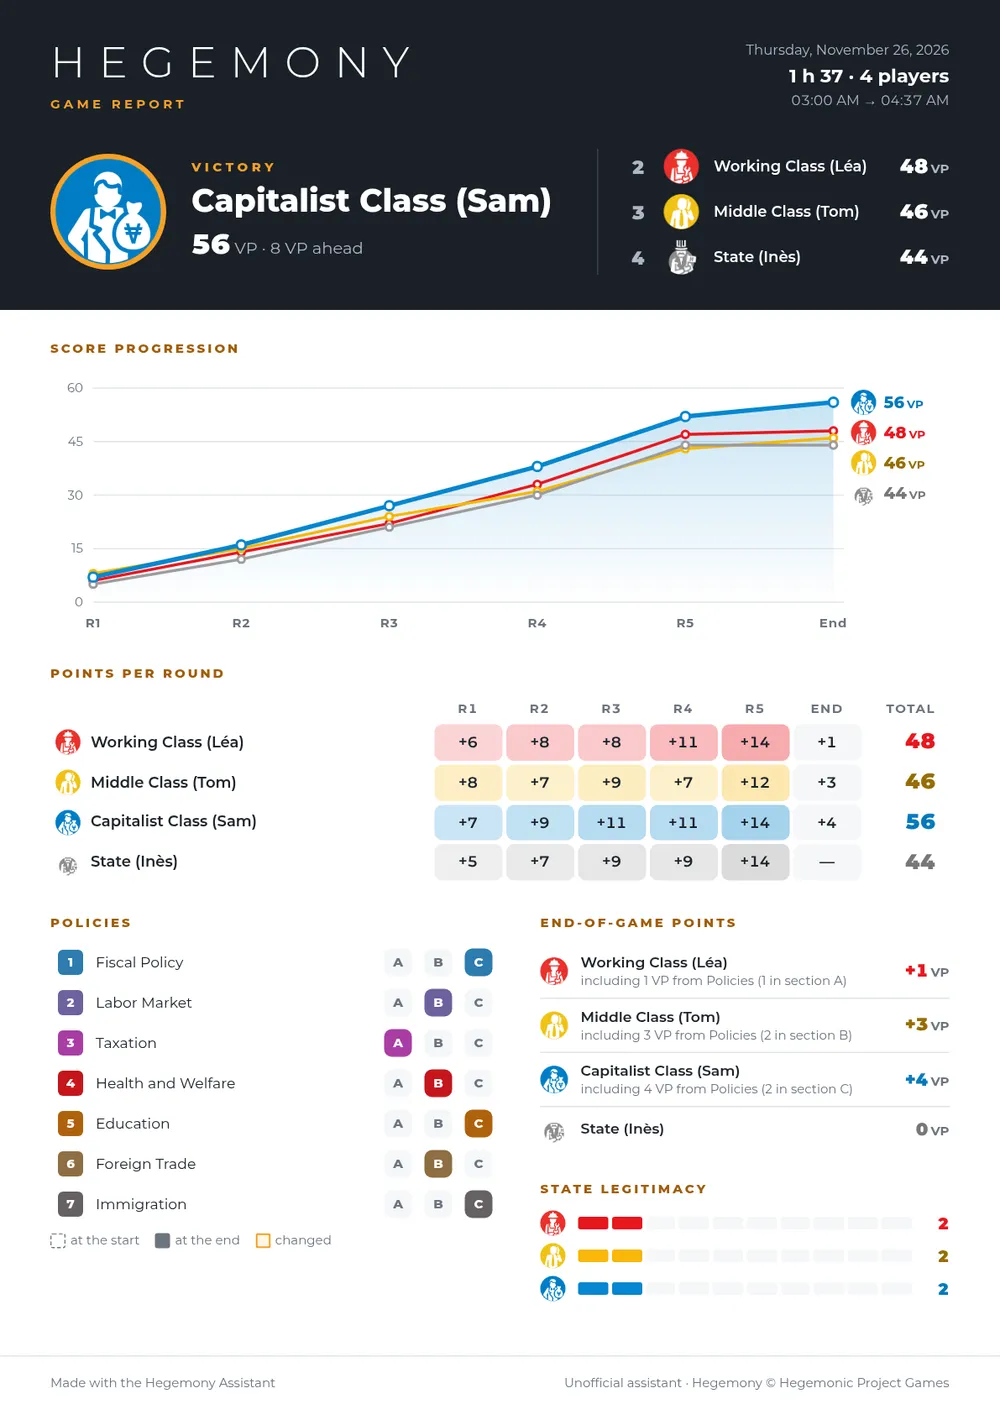 HEGEMONY
GAME REPORT
Thursday, November 26, 2026
1 h 37 · 4 players
03:00 AM → 04:37 AM
VICTORY
Capitalist Class (Sam)
56 VP · 8 VP ahead
2 Working Class (Léa) 48 VP
3 Middle Class (Tom) 46 VP
4 State (Inès) 44 VP
SCORE PROGRESSION
60
45
30
15
0
R1 R2 R3 R4 R5 End
56 VP
48 VP
46 VP
44 VP
POINTS PER ROUND
R1 R2 R3 R4 R5 END TOTAL
Working Class (Léa) +6 +8 +8 +11 +14 +1 48
Middle Class (Tom) +8 +7 +9 +7 +12 +3 46
Capitalist Class (Sam) +7 +9 +11 +11 +14 +4 56
State (Inès) +5 +7 +9 +9 +14 — 44
POLICIES
1 Fiscal Policy A B C
2 Labor Market A B C
3 Taxation A B C
4 Health and Welfare A B C
5 Education A B C
6 Foreign Trade A B C
7 Immigration A B C
at the start at the end changed
END-OF-GAME POINTS
Working Class (Léa)
including 1 VP from Policies (1 in section A)
+1 VP
Middle Class (Tom)
including 3 VP from Policies (2 in section B)
+3 VP
Capitalist Class (Sam)
including 4 VP from Policies (2 in section C)
+4 VP
State (Inès) 0 VP
STATE LEGITIMACY
2
2
2
Made with the Hegemony Assistant
Unofficial assistant · Hegemony © Hegemonic Project Games